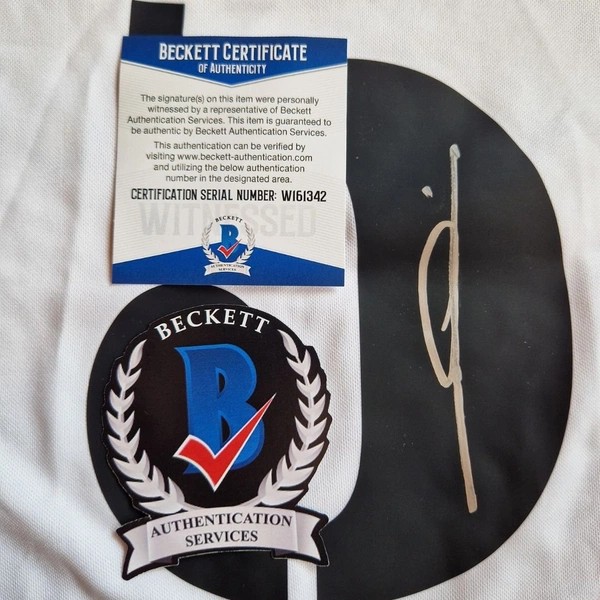 BECKETT CERTIFICATE
OF AUTHENTICITY
The signature(s) on this item were personally
witnessed by a representative of Beckett
Authentication Services. This item is guaranteed to
be authentic by Beckett Authentication Services.
This authentication can be verified by
visiting www.beckett-authentication.com
and utilizing the below authentication
number in the designated area.
CERTIFICATION SERIAL NUMBER: W161342
WITNESSED
BECKETT
B
AUTHENTICATION
SERVICES
BECKETT
B
AUTHENTICATION
SERVICES